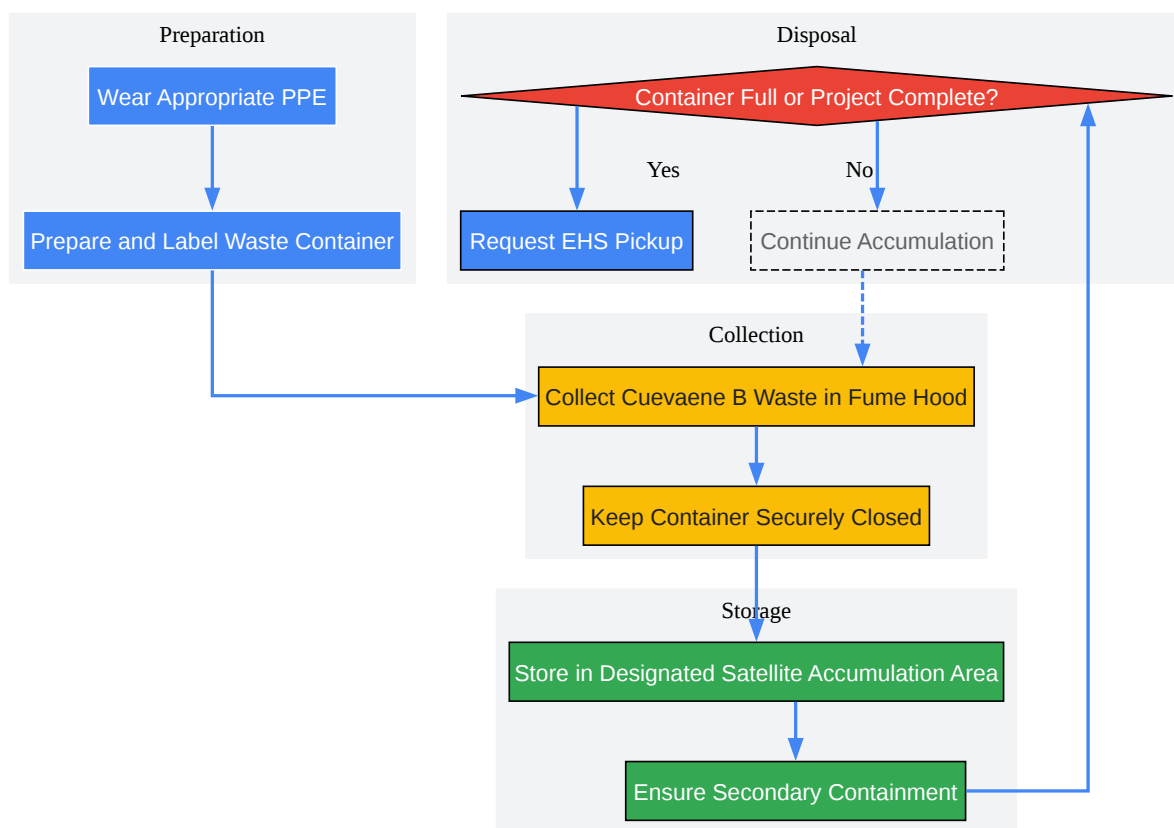 Preparation
Wear Appropriate PPE
Prepare and Label Waste Container
Disposal
Container Full or Project Complete?
Yes
No
Request EHS Pickup
Continue Accumulation
Collection
Collect Cuevaene B Waste in Fume Hood
Keep Container Securely Closed
Storage
Store in Designated Satellite Accumulation Area
Ensure Secondary Containment